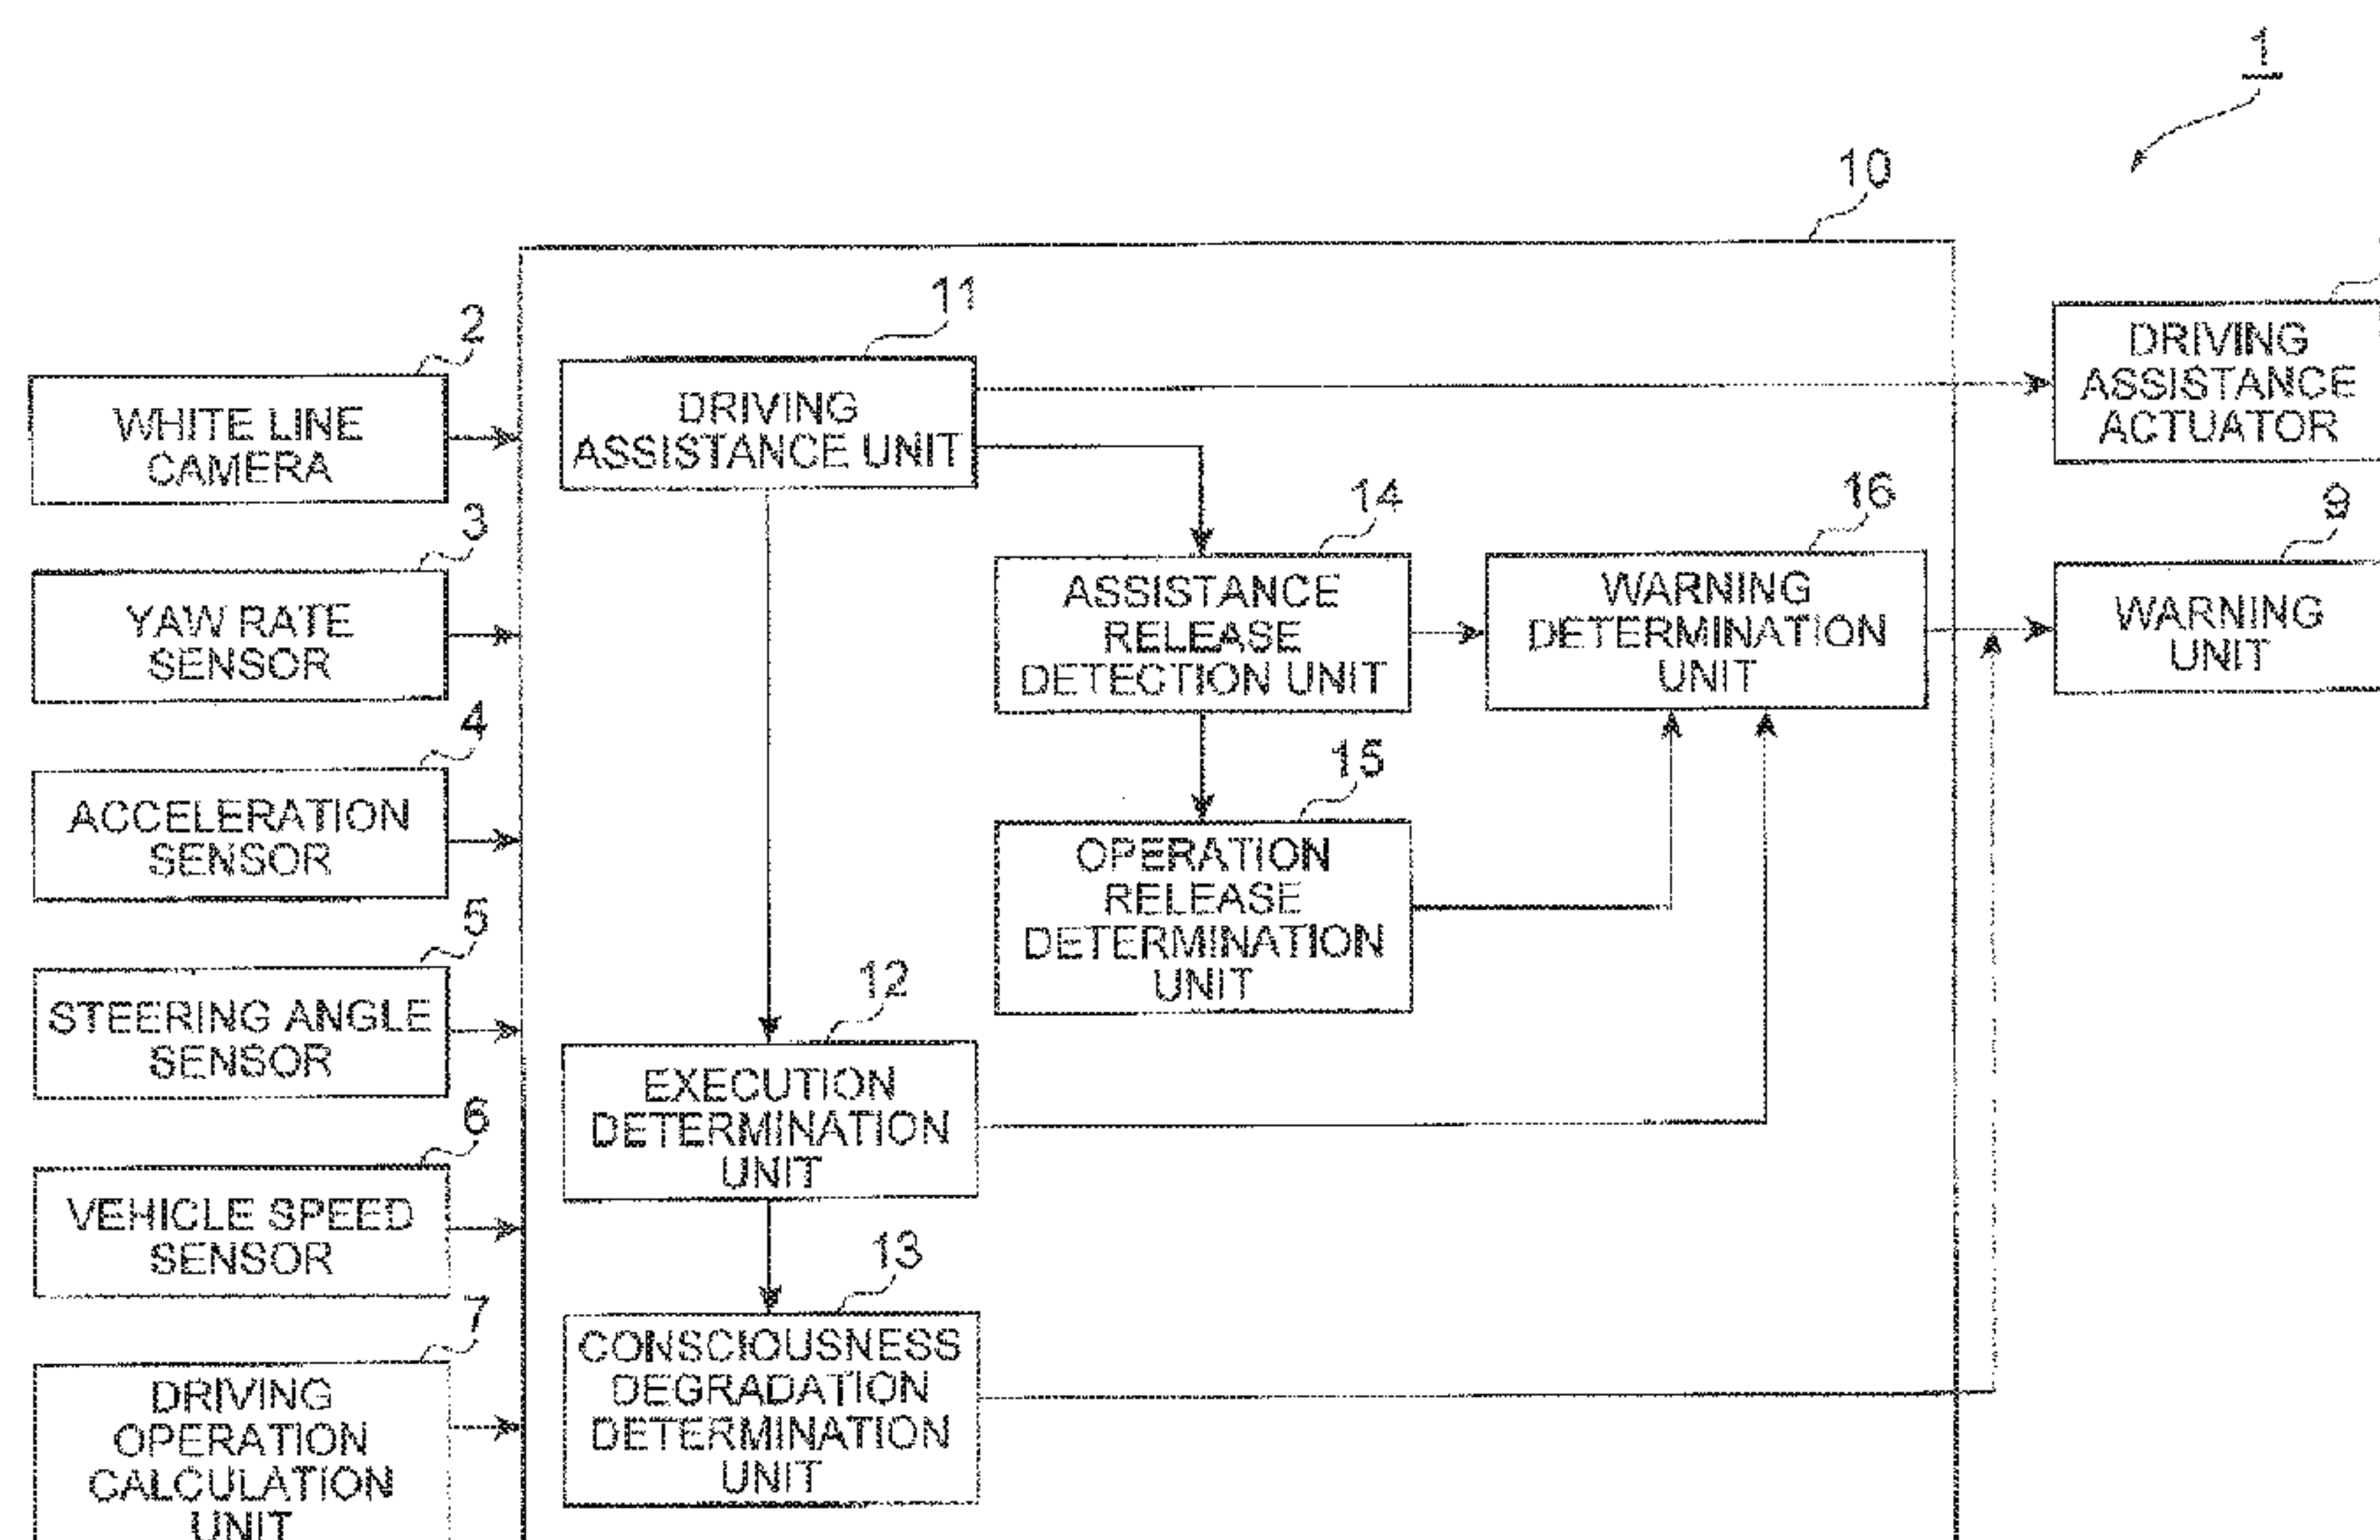 1
10
11
DRIVING
ASSISTANCE UNIT
2
WHITE LINE
CAMERA
3
YAW RATE
SENSOR
4
ACCELERATION
SENSOR
5
STEERING ANGLE
SENSOR
6
VEHICLE SPEED
SENSOR
7
DRIVING
OPERATION
CALCULATION
UNIT
14
ASSISTANCE
RELEASE
DETECTION UNIT
16
WARNING
DETERMINATION
UNIT
15
OPERATION
RELEASE
DETERMINATION
UNIT
12
EXECUTION
DETERMINATION
UNIT
13
CONSCIOUSNESS
DEGRADATION
DETERMINATION
UNIT
DRIVING
ASSISTANCE
ACTUATOR
9
WARNING
UNIT